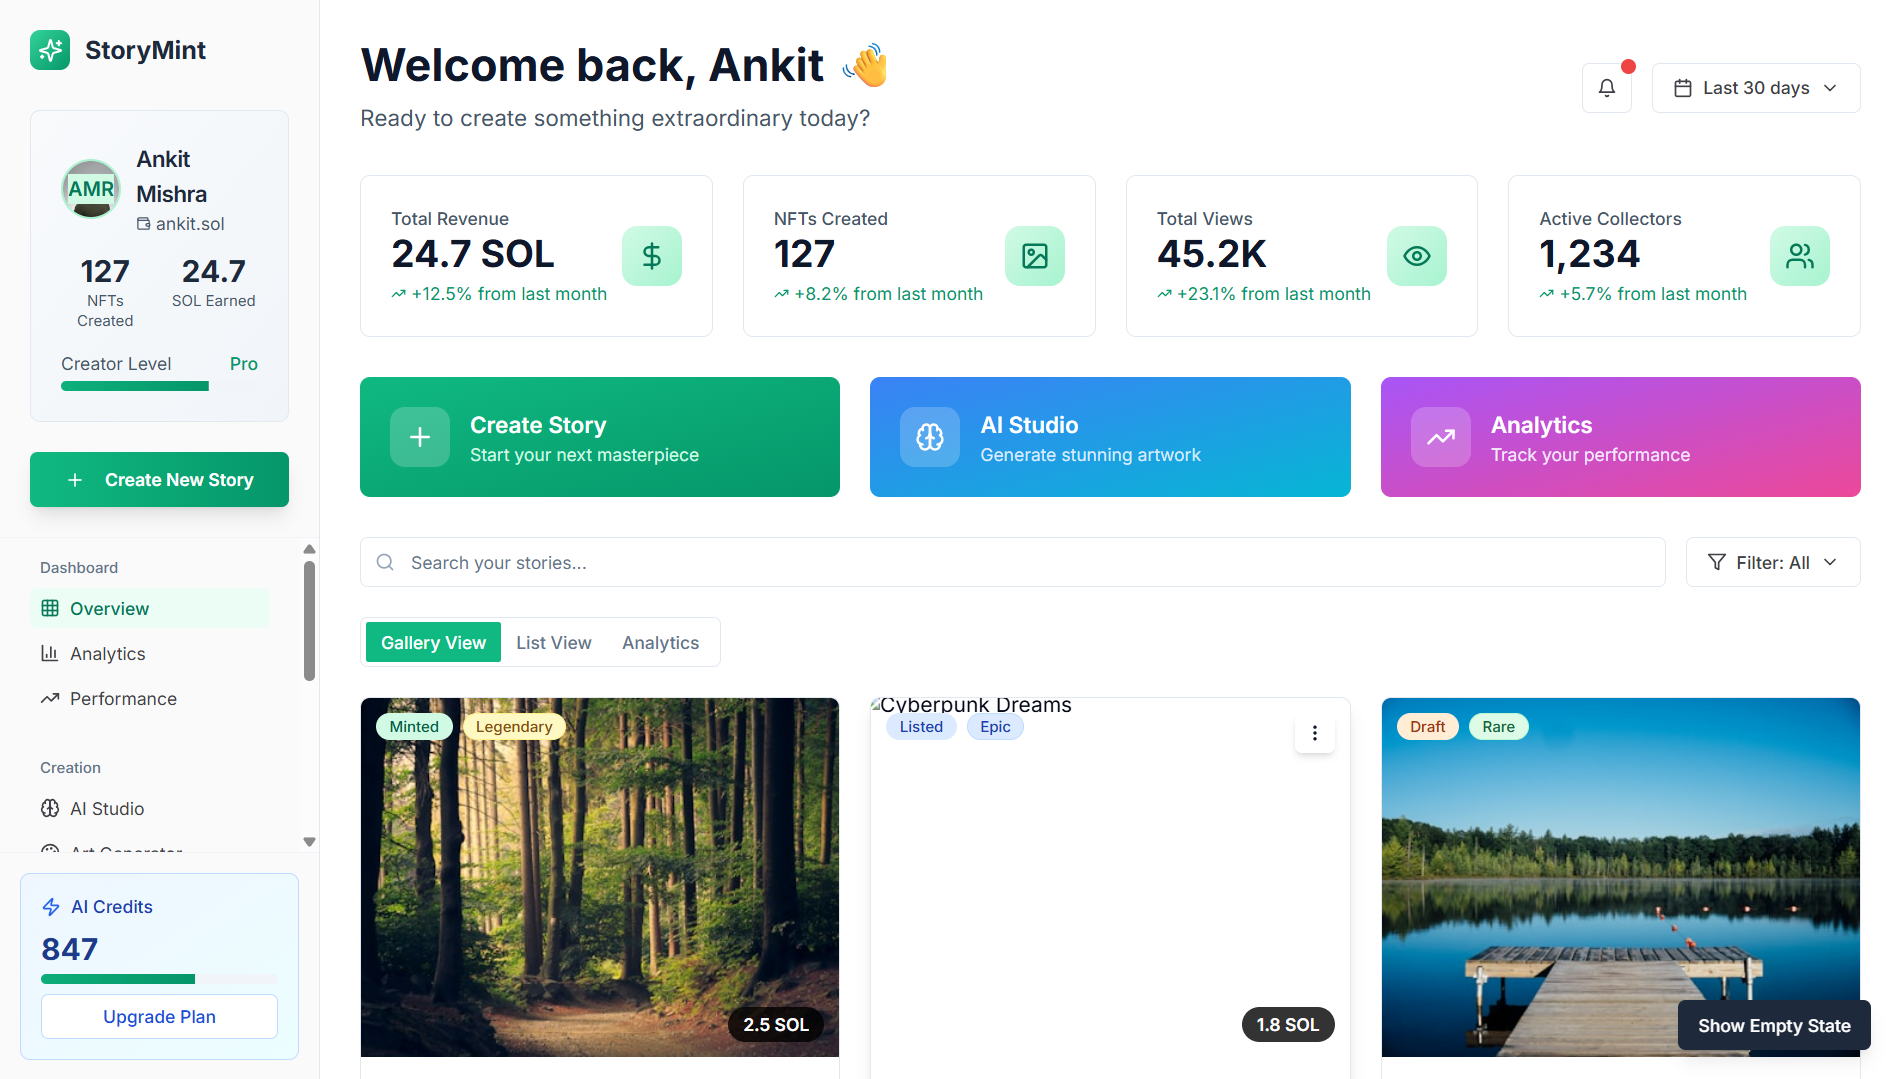 StoryMint
AMR
Ankit
Mishra
ankit.sol
127
NFTs
Created
24.7
SOL Earned
Creator Level
Pro
Create New Story
Dashboard
Overview
Analytics
Performance
Creation
AI Studio
Art Generator
AI Credits
847
Upgrade Plan
Welcome back, Ankit 👋
Ready to create something extraordinary today?
Last 30 days
Total Revenue
24.7 SOL
+12.5% from last month
NFTs Created
127
+8.2% from last month
Total Views
45.2K
+23.1% from last month
Active Collectors
1,234
+5.7% from last month
Create Story
Start your next masterpiece
AI Studio
Generate stunning artwork
Analytics
Track your performance
Search your stories...
Filter: All
Gallery View
List View
Analytics
Minted
Legendary
2.5 SOL
Cyberpunk Dreams
Listed
Epic
1.8 SOL
Draft
Rare
Show Empty State